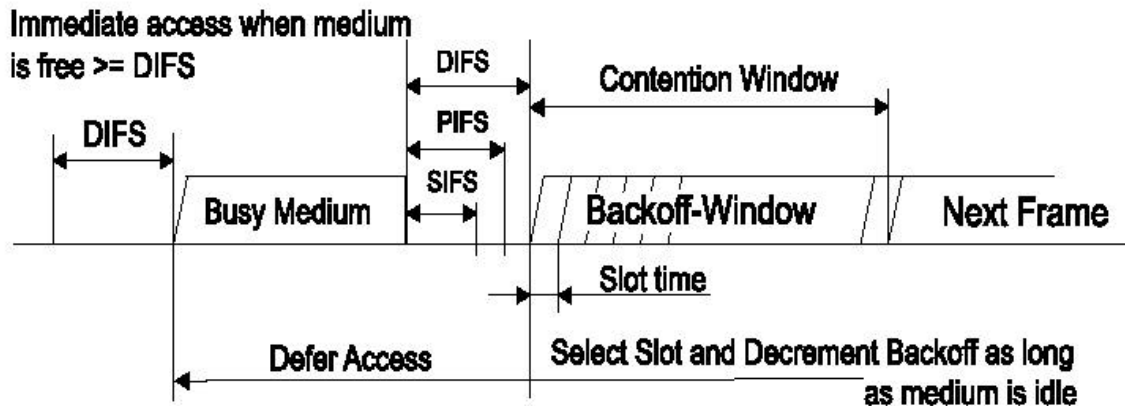 Immediate access when medium
is free >= DIFS
DIFS
Contention Window
DIFS
PIFS
SIFS
Busy Medium
Backoff-Window
Next Frame
Slot time
Defer Access
Select Slot and Decrement Backoff as long
as medium is idle